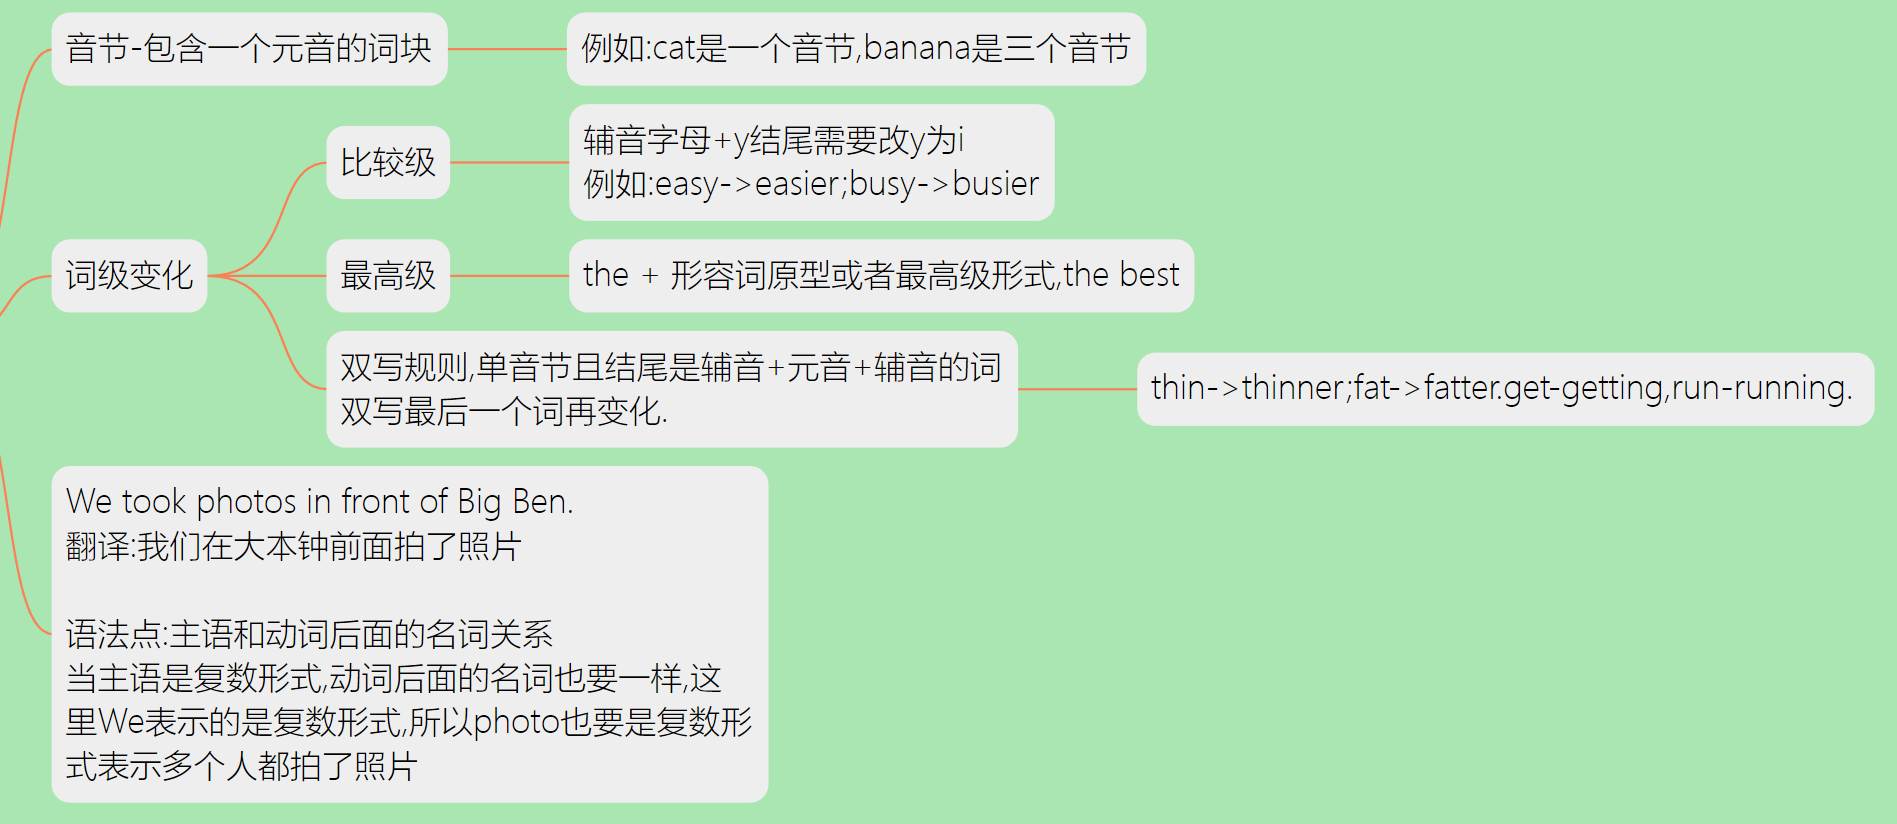 音节-包含一个元音的词块
例如:cat是一个音节,banana是三个音节
词级变化
比较级
辅音字母+y结尾需要改y为i
例如:easy->easier;busy->busier
最高级
the + 形容词原型或者最高级形式,the best
双写规则,单音节且结尾是辅音+元音+辅音的词
双写最后一个词再变化.
thin->thinner;fat->fatter.get-getting,run-running.
We took photos in front of Big Ben.
翻译:我们在大本钟前面拍了照片
语法点:主语和动词后面的名词关系
当主语是复数形式,动词后面的名词也要一样,这
里We表示的是复数形式,所以photo也要是复数形
式表示多个人都拍了照片